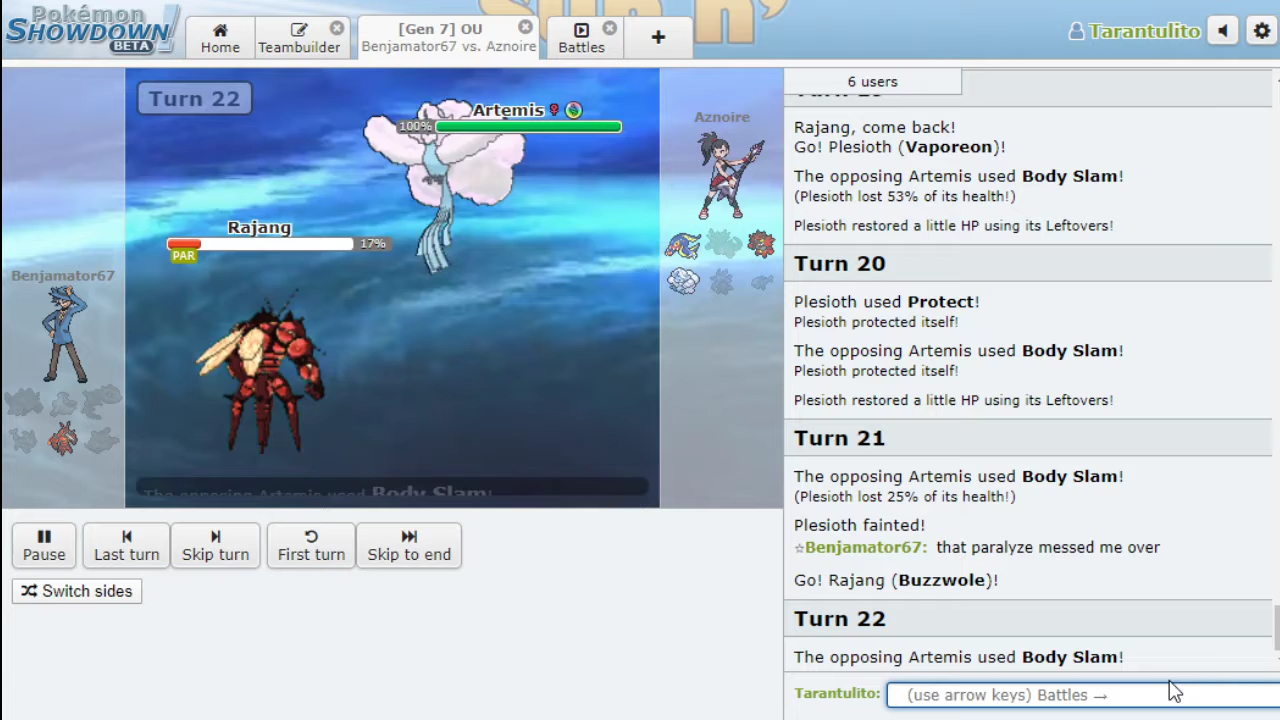 Pokémon
SHOWDOWN!
BETA
Home
Teambuilder
[Gen 7] OU
Benjamator67 vs. Aznoire
Battles
+
Tarantulito
Turn 22
Artemis
100%
Rajang
17%
PAR
Benjamator67
Aznoire
The opposing Artemis used Body Slam!
Pause
Last turn
Skip turn
First turn
Skip to end
Switch sides
6 users
Rajang, come back!
Go! Plesioth (Vaporeon)!
The opposing Artemis used Body Slam!
(Plesioth lost 53% of its health!)
Plesioth restored a little HP using its Leftovers!
Turn 20
Plesioth used Protect!
Plesioth protected itself!
The opposing Artemis used Body Slam!
Plesioth protected itself!
Plesioth restored a little HP using its Leftovers!
Turn 21
The opposing Artemis used Body Slam!
(Plesioth lost 25% of its health!)
Plesioth fainted!
☆Benjamator67: that paralyze messed me over
Go! Rajang (Buzzwole)!
Turn 22
The opposing Artemis used Body Slam!
Tarantulito: (use arrow keys) Battles →